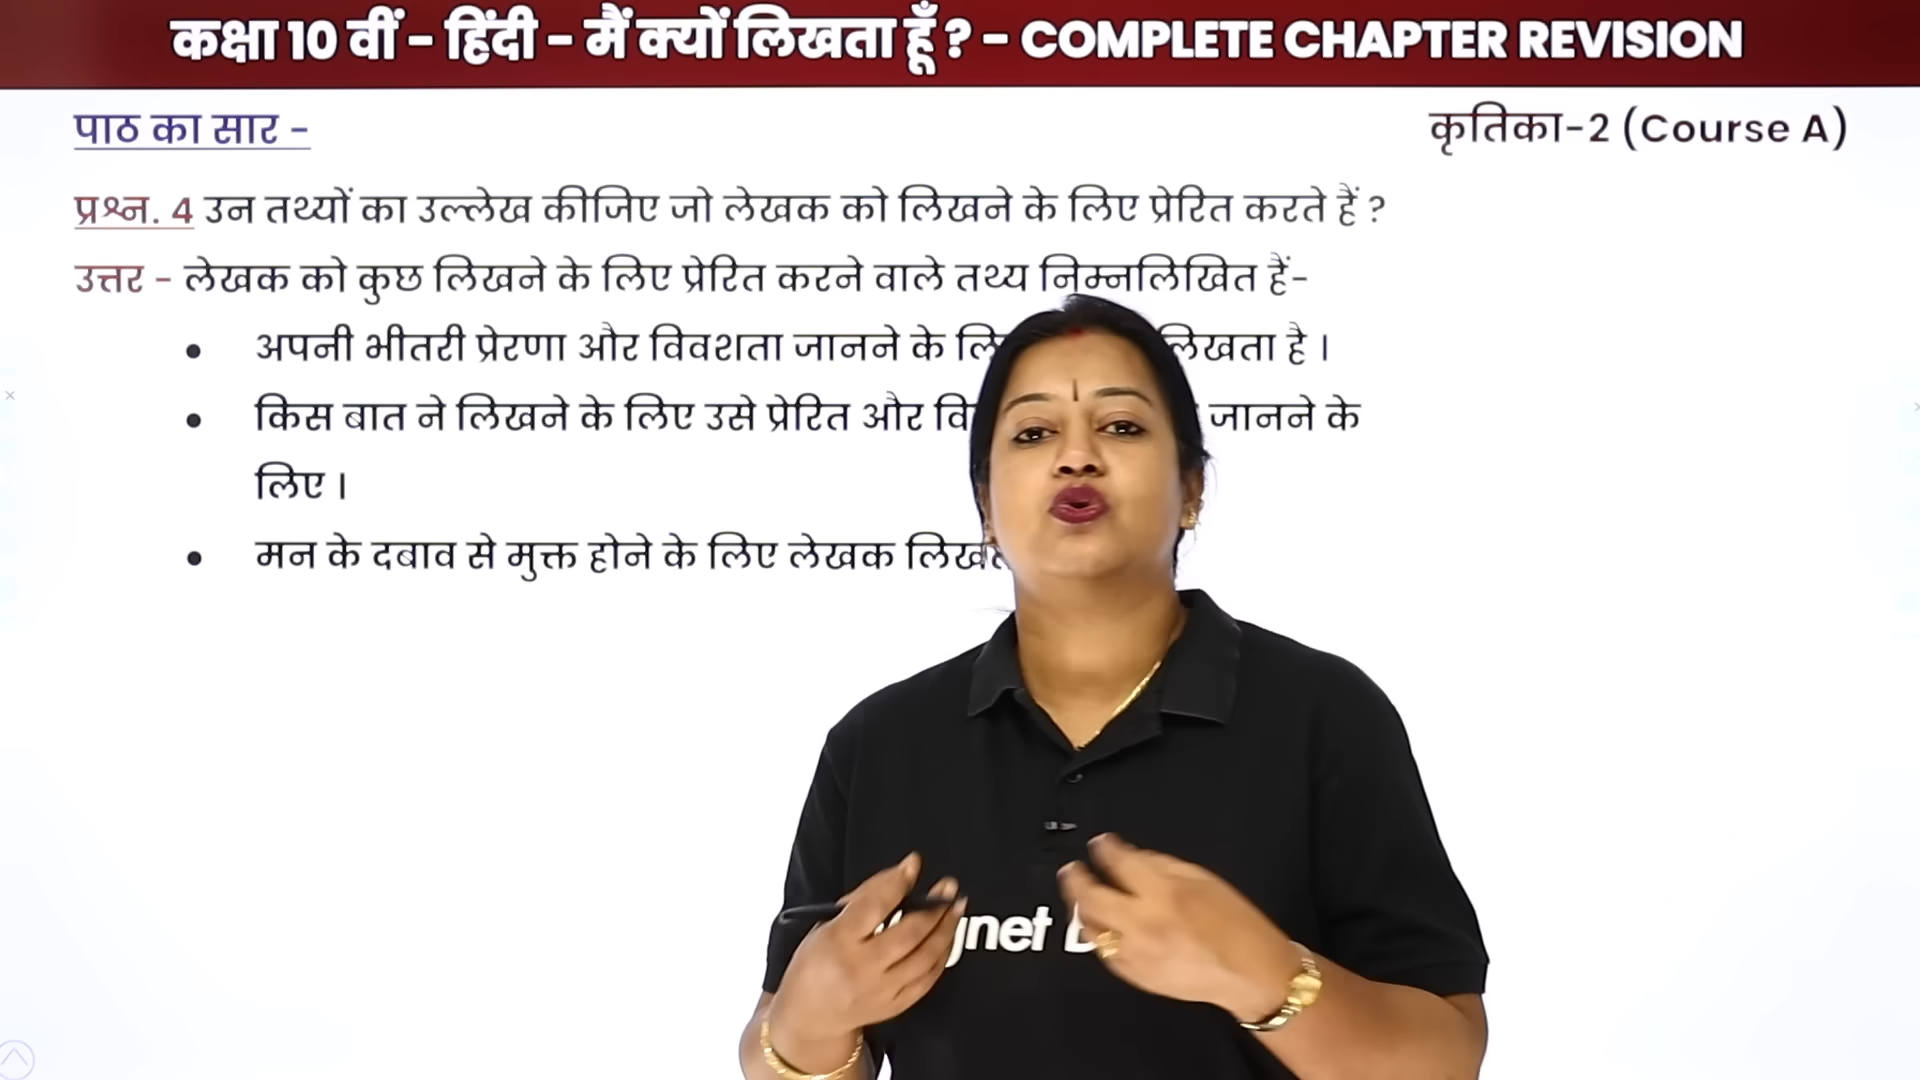 कक्षा 10 वीं - हिंदी - मैं क्यों लिखता हूँ ? - COMPLETE CHAPTER REVISION
पाठ का सार -
कृतिका-2 (Course A)
प्रश्न. 4 उन तथ्यों का उल्लेख कीजिए जो लेखक को लिखने के लिए प्रेरित करते हैं ?
उत्तर - लेखक को कुछ लिखने के लिए प्रेरित करने वाले तथ्य निम्नलिखित हैं-
• अपनी भीतरी प्रेरणा और विवशता जानने के लिखता है ।
• किस बात ने लिखने के लिए उसे प्रेरित और जानने के
लिए ।
• मन के दबाव से मुक्त होने के लिए लेखक